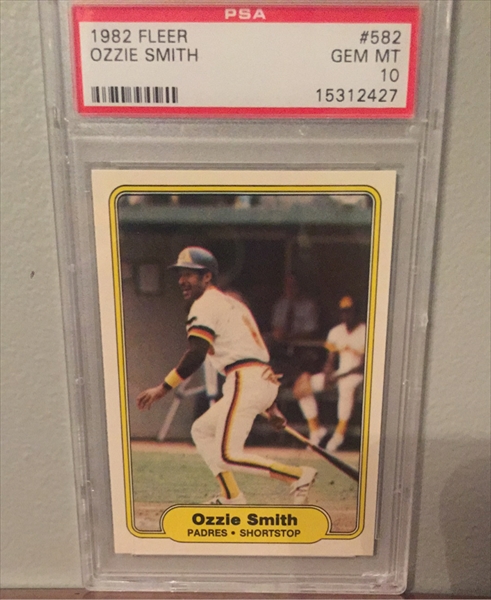 PSA
1982 FLEER #582
OZZIE SMITH GEM MT
10
15312427
Ozzie Smith
PADRES • SHORTSTOP